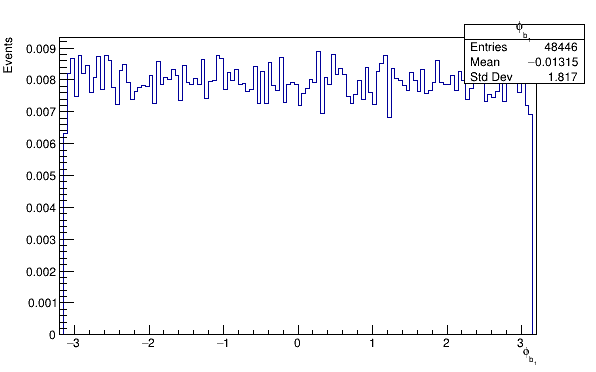 ϕb1
Entries 48446
Mean −0.01315
Std Dev 1.817
Events
0.009
0.008
0.007
0.006
0.005
0.004
0.003
0.002
0.001
0
−3 −2 −1 0 1 2 3
ϕb1